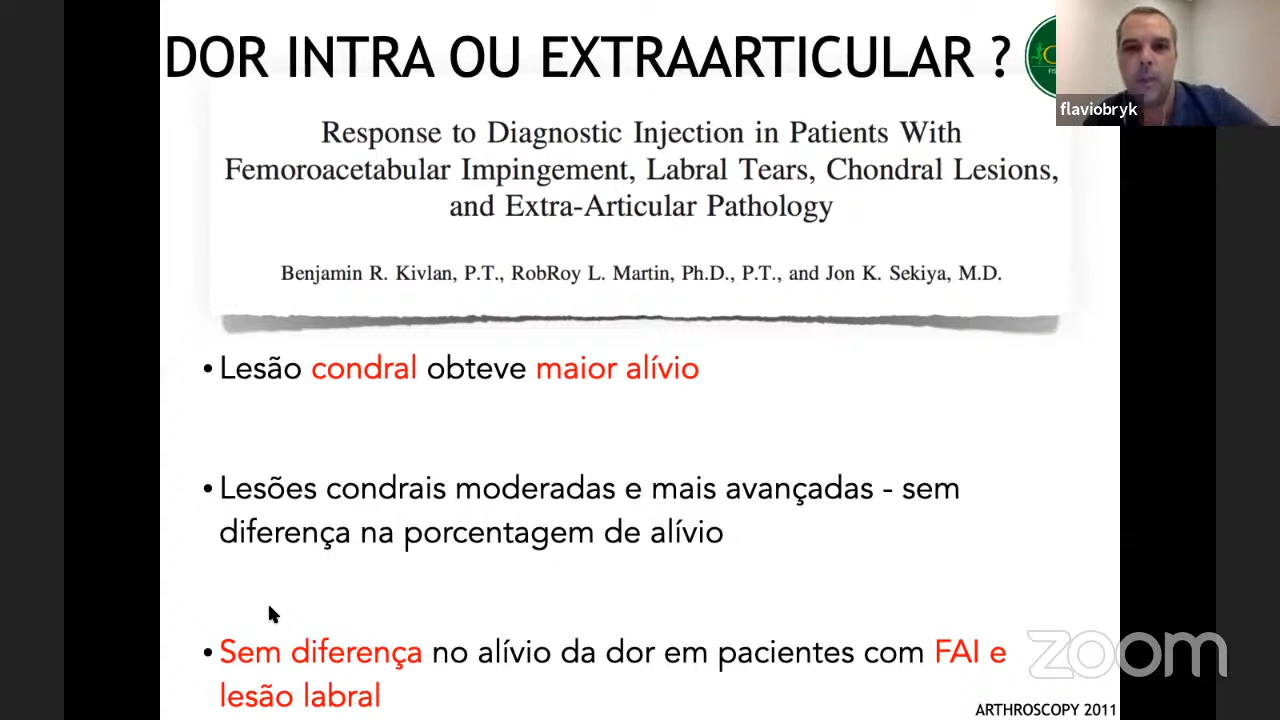 DOR INTRA OU EXTRAARTICULAR ?
flaviobryk
Response to Diagnostic Injection in Patients With
Femoroacetabular Impingement, Labral Tears, Chondral Lesions,
and Extra-Articular Pathology
Benjamin R. Kivlan, P.T., RobRoy L. Martin, Ph.D., P.T., and Jon K. Sekiya, M.D.
• Lesão condral obteve maior alívio
• Lesões condrais moderadas e mais avançadas - sem
diferença na porcentagem de alívio
• Sem diferença no alívio da dor em pacientes com FAI e
lesão labral
zoom
ARTHROSCOPY 2011